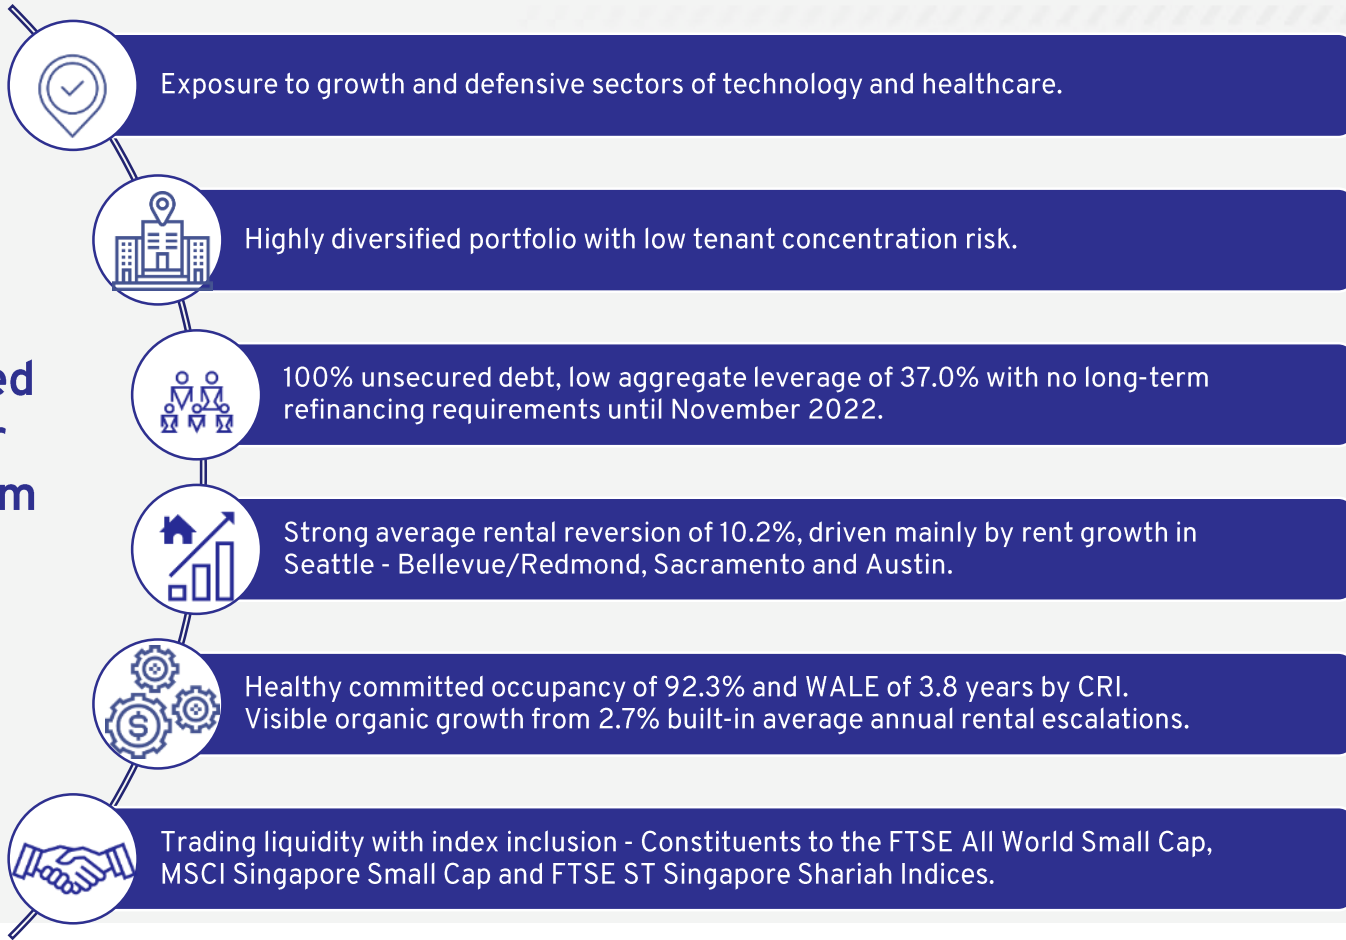 Exposure to growth and defensive sectors of technology and healthcare.
Highly diversified portfolio with low tenant concentration risk.
100% unsecured debt, low aggregate leverage of 37.0% with no long-term
refinancing requirements until November 2022.
Strong average rental reversion of 10.2%, driven mainly by rent growth in
Seattle - Bellevue/Redmond, Sacramento and Austin.
Healthy committed occupancy of 92.3% and WALE of 3.8 years by CRI.
Visible organic growth from 2.7% built-in average annual rental escalations.
$
Trading liquidity with index inclusion - Constituents to the FTSE All World Small Cap,
MSCI Singapore Small Cap and FTSE ST Singapore Shariah Indices.